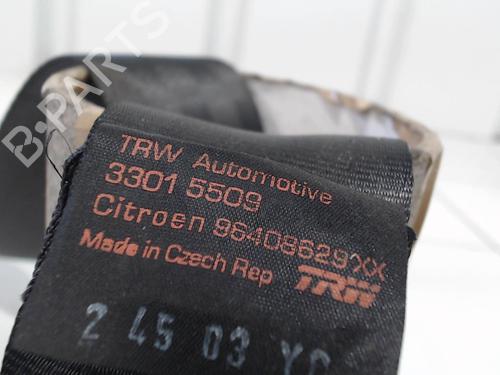 TRW Automotive
3301 5509
Citroen 96408629XX
Made in Czech Rep
TRW
2 45 03
B-PARTS